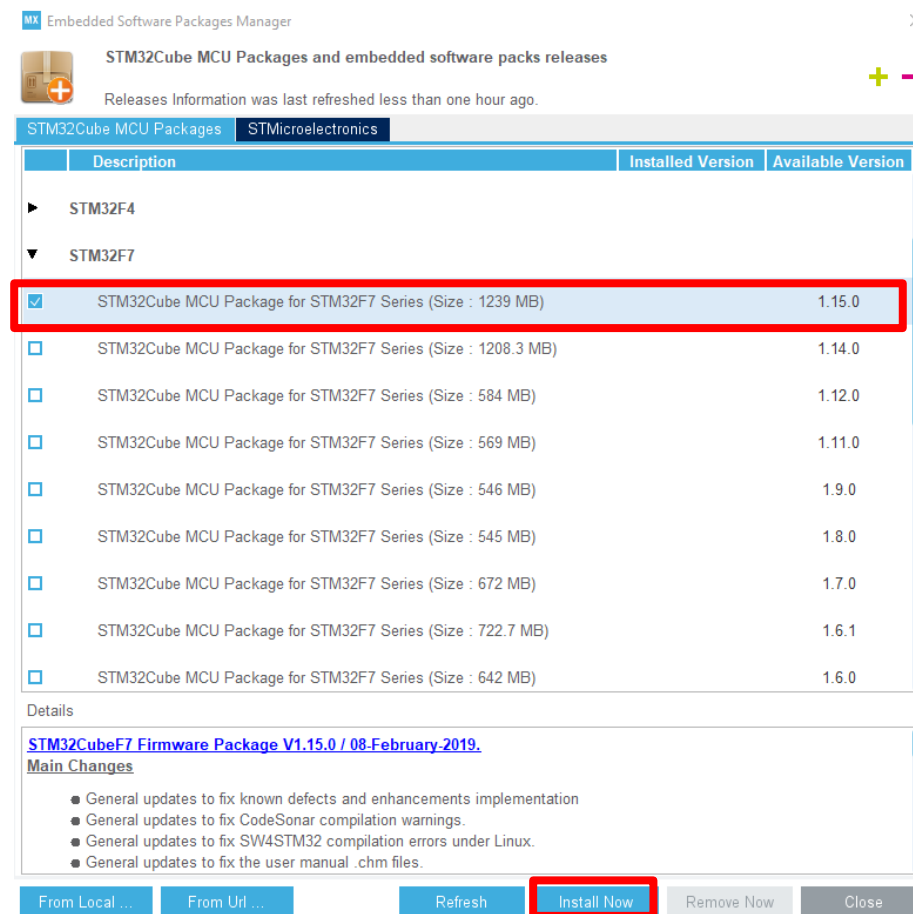 MX Embedded Software Packages Manager
STM32Cube MCU Packages and embedded software packs releases
Releases Information was last refreshed less than one hour ago.
STM32Cube MCU Packages STMicroelectronics
Description Installed Version Available Version
STM32F4
STM32F7
STM32Cube MCU Package for STM32F7 Series (Size : 1239 MB) 1.15.0
STM32Cube MCU Package for STM32F7 Series (Size : 1208.3 MB) 1.14.0
STM32Cube MCU Package for STM32F7 Series (Size : 584 MB) 1.12.0
STM32Cube MCU Package for STM32F7 Series (Size : 569 MB) 1.11.0
STM32Cube MCU Package for STM32F7 Series (Size : 546 MB) 1.9.0
STM32Cube MCU Package for STM32F7 Series (Size : 545 MB) 1.8.0
STM32Cube MCU Package for STM32F7 Series (Size : 672 MB) 1.7.0
STM32Cube MCU Package for STM32F7 Series (Size : 722.7 MB) 1.6.1
STM32Cube MCU Package for STM32F7 Series (Size : 642 MB) 1.6.0
Details
STM32CubeF7 Firmware Package V1.15.0 / 08-February-2019.
Main Changes
General updates to fix known defects and enhancements implementation
General updates to fix CodeSonar compilation warnings.
General updates to fix SW4STM32 compilation errors under Linux.
General updates to fix the user manual .chm files.
From Local ... From Url ... Refresh Install Now Remove Now Close